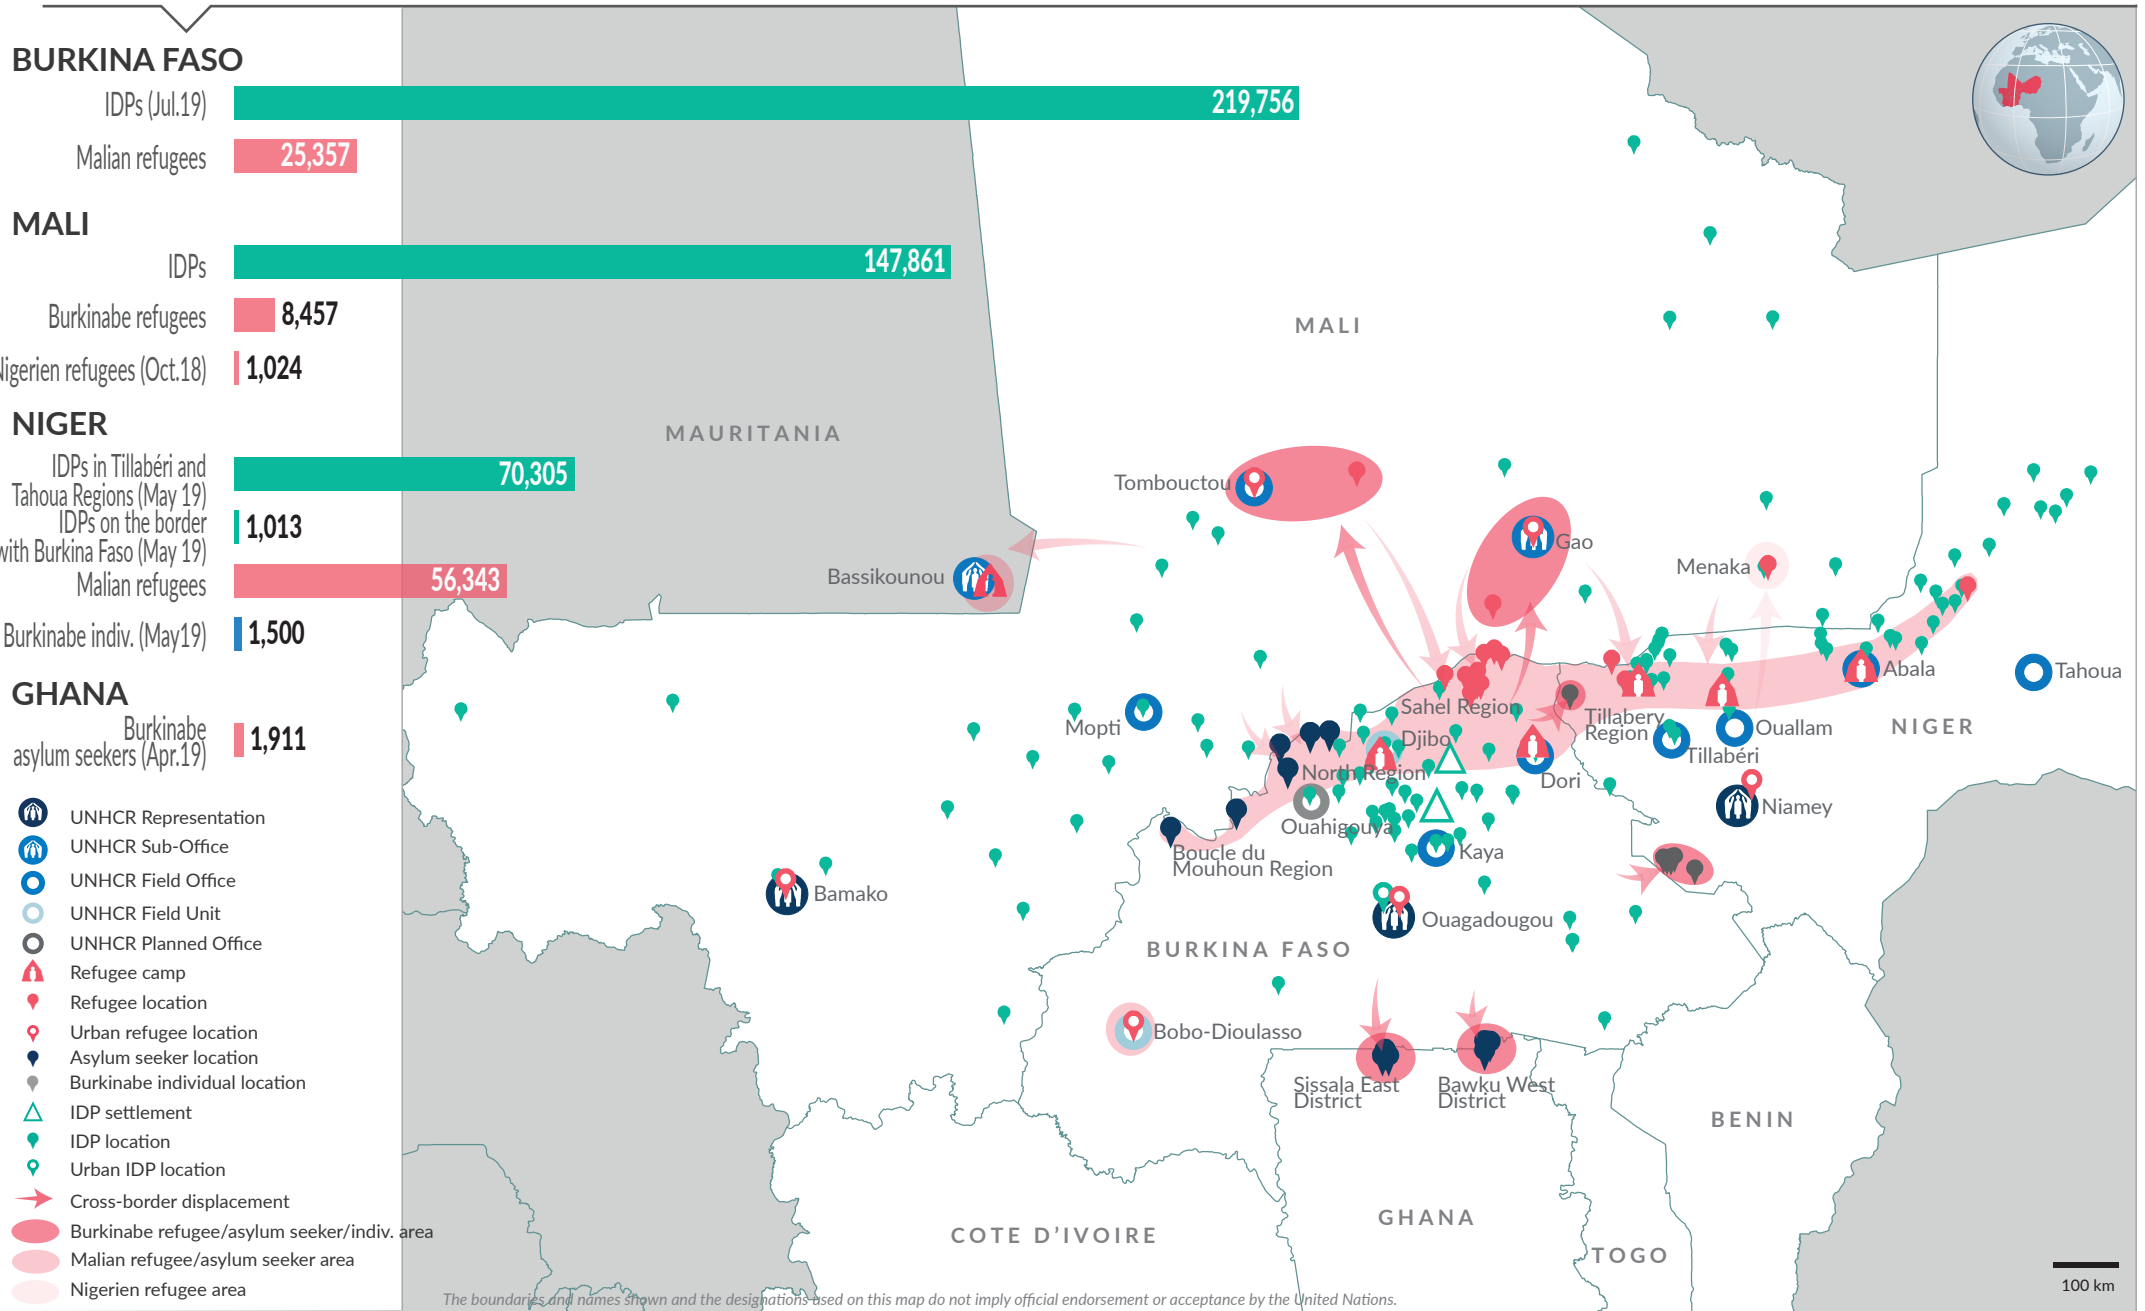 BURKINA FASO
IDPs (Jul.19)
219,756
Malian refugees
25,357
MALI
IDPs
147,861
Burkinabe refugees
8,457
Nigerien refugees (Oct.18)
1,024
NIGER
IDPs in Tillabéri and
Tahoua Regions (May 19)
70,305
IDPs on the border
with Burkina Faso (May 19)
1,013
Malian refugees
56,343
Burkinabe indiv. (May19)
1,500
GHANA
Burkinabe
asylum seekers (Apr.19)
1,911
UNHCR Representation
UNHCR Sub-Office
UNHCR Field Office
UNHCR Field Unit
UNHCR Planned Office
Refugee camp
Refugee location
Urban refugee location
Asylum seeker location
Burkinabe individual location
IDP settlement
IDP location
Urban IDP location
Cross-border displacement
Burkinabe refugee/asylum seeker/indiv. area
Malian refugee/asylum seeker area
Nigerien refugee area
MALI
MAURITANIA
Tombouctou
Gao
Bassikounou
Menaka
Abala
Tahoua
Mopti
Sahel Region
Djibo
Tillabery
Region
Ouallam
NIGER
Tillabéri
North Region
Dori
Niamey
Ouahigouya
Boucle du
Mouhoun Region
Kaya
Bamako
Ouagadougou
BURKINA FASO
Bobo-Dioulasso
Sissala East
District
Bawku West
District
BENIN
COTE D'IVOIRE
GHANA
TOGO
100 km
The boundaries and names shown and the designations used on this map do not imply official endorsement or acceptance by the United Nations.